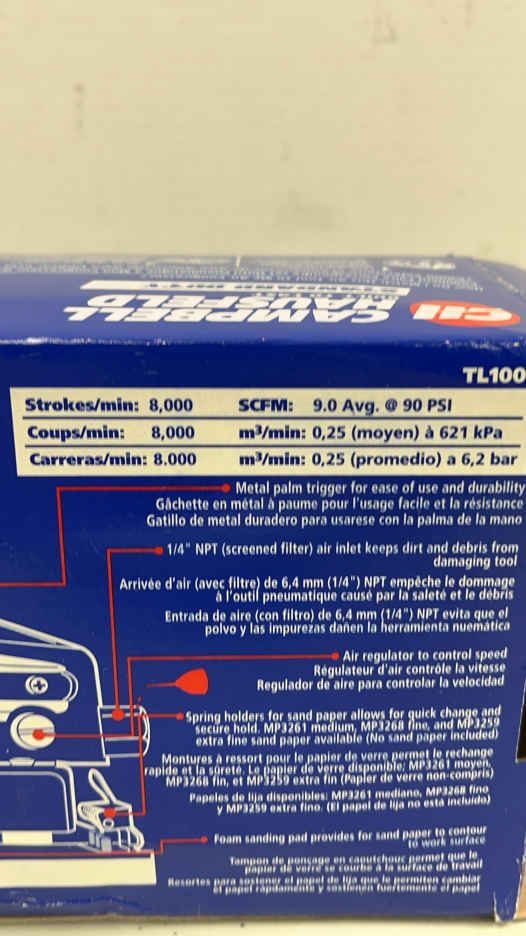 CAMPBELL
HAUSFELD
STANDARD DUTY
TL100
Strokes/min: 8,000 SCFM: 9.0 Avg. @ 90 PSI
Coups/min: 8,000 m³/min: 0,25 (moyen) à 621 kPa
Carreras/min: 8.000 m³/min: 0,25 (promedio) a 6,2 bar
Metal palm trigger for ease of use and durability
Gâchette en métal à paume pour l'usage facile et la résistance
Gatillo de metal duradero para usarese con la palma de la mano
1/4" NPT (screened filter) air inlet keeps dirt and debris from
damaging tool
Arrivée d'air (avec filtre) de 6,4 mm (1/4") NPT empêche le dommage
à l'outil pneumatique causé par la saleté et le débris
Entrada de aire (con filtro) de 6,4 mm (1/4") NPT evita que el
polvo y las impurezas dañen la herramienta nuemática
Air regulator to control speed
Régulateur d'air contrôle la vitesse
Regulador de aire para controlar la velocidad
Spring holders for sand paper allows for quick change and
secure hold. MP3261 medium, MP3268 fine, and MP3259
extra fine sand paper available (No sand paper included)
Montures à ressort pour le papier de verre permet le rechange
rapide et la sûreté. Le papier de verre disponible: MP3261 moyen,
MP3268 fin, et MP3259 extra fin (Papier de verre non-compris)
Papeles de lija disponibles: MP3261 mediano, MP3268 fino
y MP3259 extra fino. (El papel de lija no está incluido)
Foam sanding pad provides for sand paper to contour
to work surface
Tampon de ponçage en caoutchouc permet que le
papier de verre se courbe à la surface de travail
Resortes para sostener el papel de lija que le permiten cambiar
el papel rápidamente y sostienen fuertemente el papel